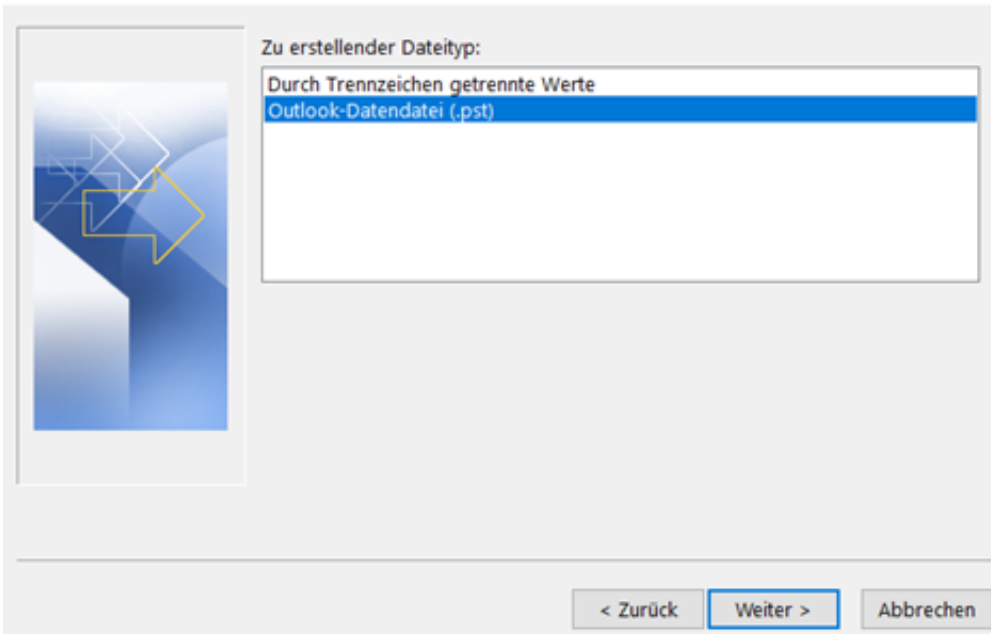 Zu erstellender Dateityp:
Durch Trennzeichen getrennte Werte
Outlook-Datendatei (.pst)
< Zurück
Weiter >
Abbrechen